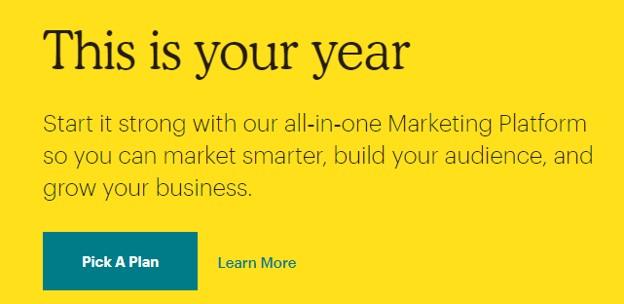 This is your year
Start it strong with our all-in-one Marketing Platform
so you can market smarter, build your audience, and
grow your business.
Pick A Plan
Learn More